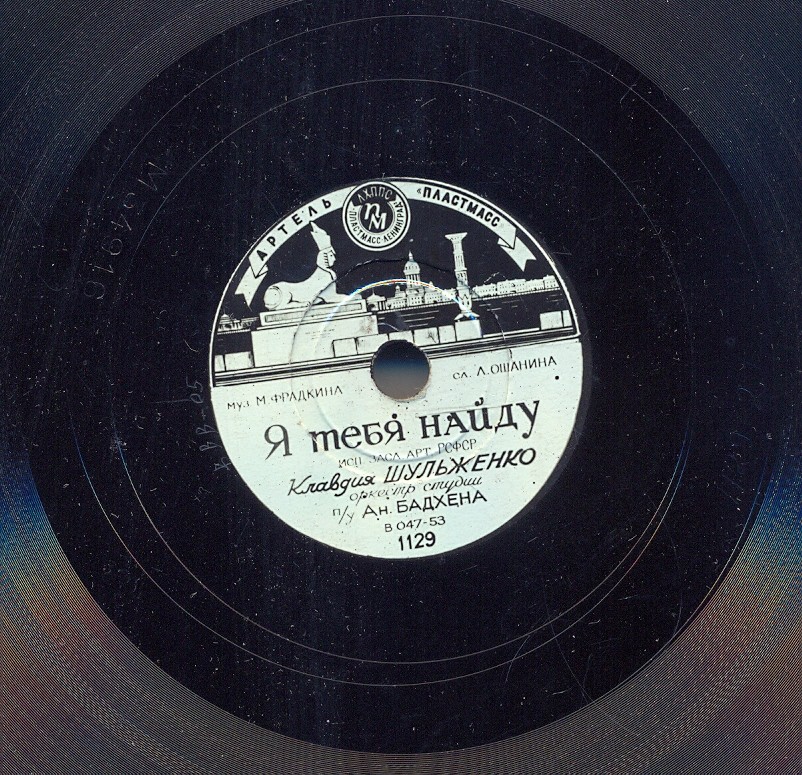 АРТЕЛЬ «ПЛАСТМАСС»
ЛХППС
ПМ
ПЛАСТМАСС-ЛЕНИНГРАД
муз. М. ФРАДКИНА
сл. Л. ОШАНИНА
Я тебя найду
ИСП. ЗАСЛ. АРТ. РСФСР
Клавдия ШУЛЬЖЕНКО
оркестр студии
п/у Ан. БАДХЕНА
В 047-53
1129